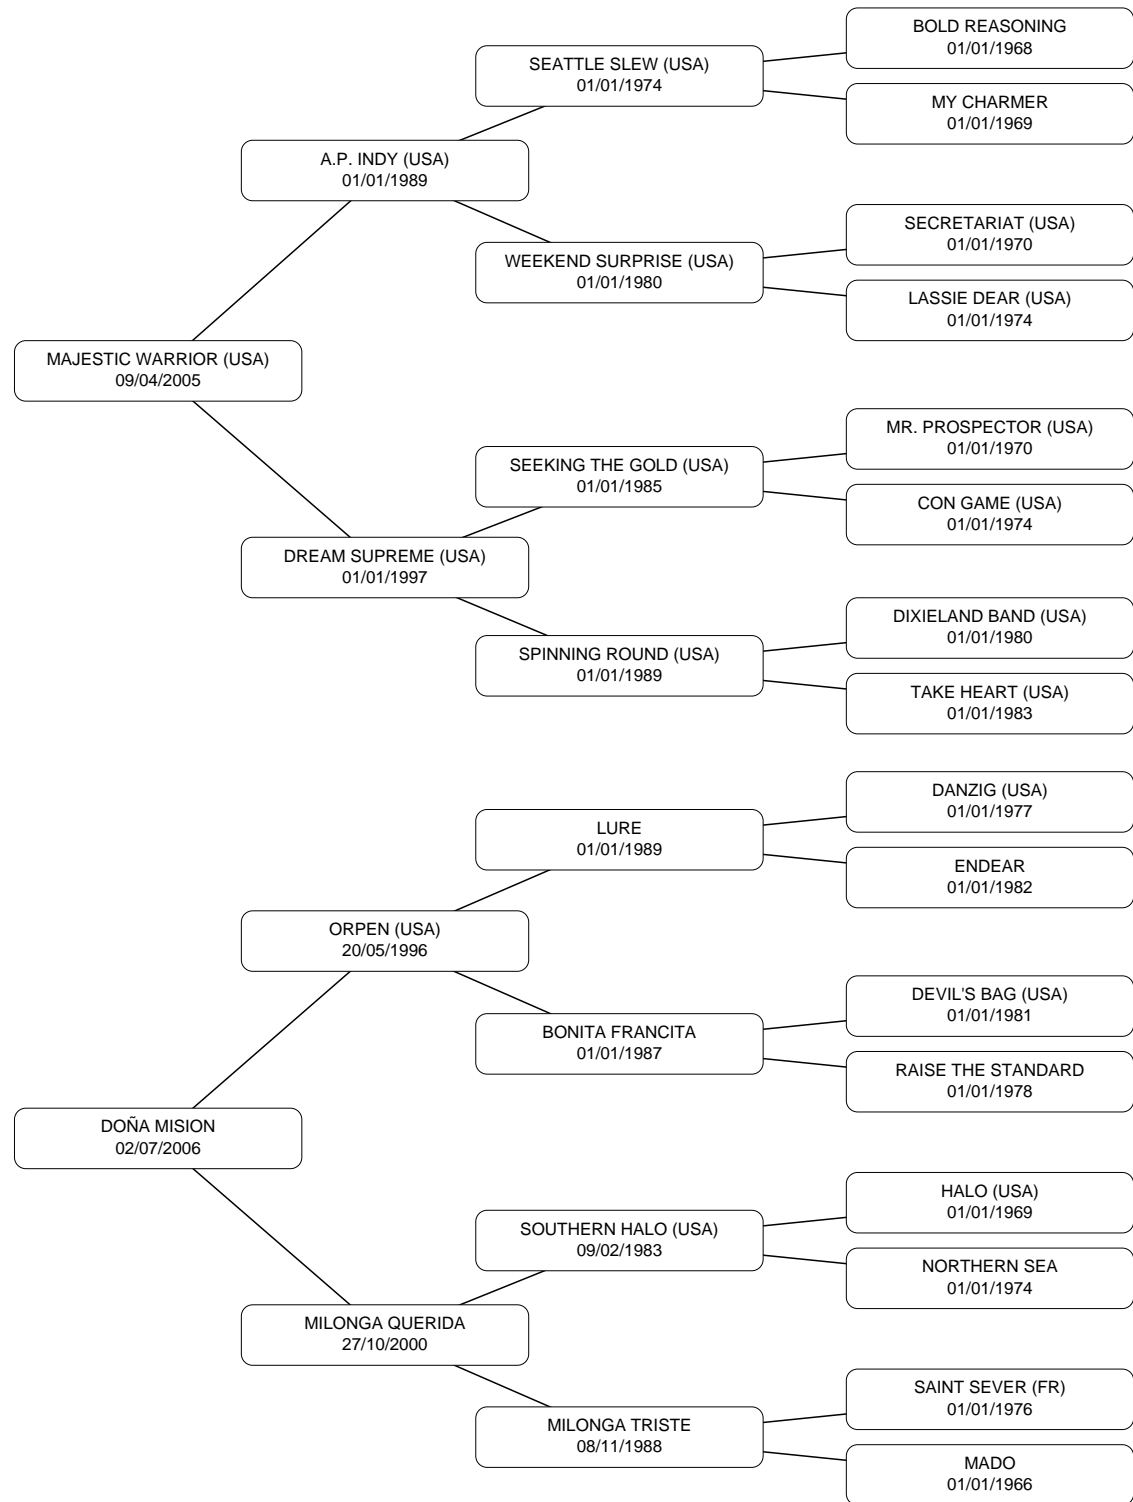 BOLD REASONING
01/01/1968
SEATTLE SLEW (USA)
01/01/1974
MY CHARMER
01/01/1969
A.P. INDY (USA)
01/01/1989
SECRETARIAT (USA)
01/01/1970
WEEKEND SURPRISE (USA)
01/01/1980
LASSIE DEAR (USA)
01/01/1974
MAJESTIC WARRIOR (USA)
09/04/2005
MR. PROSPECTOR (USA)
01/01/1970
SEEKING THE GOLD (USA)
01/01/1985
CON GAME (USA)
01/01/1974
DREAM SUPREME (USA)
01/01/1997
DIXIELAND BAND (USA)
01/01/1980
SPINNING ROUND (USA)
01/01/1989
TAKE HEART (USA)
01/01/1983
DANZIG (USA)
01/01/1977
LURE
01/01/1989
ENDEAR
01/01/1982
ORPEN (USA)
20/05/1996
DEVIL'S BAG (USA)
01/01/1981
BONITA FRANCITA
01/01/1987
RAISE THE STANDARD
01/01/1978
DOÑA MISION
02/07/2006
HALO (USA)
01/01/1969
SOUTHERN HALO (USA)
09/02/1983
NORTHERN SEA
01/01/1974
MILONGA QUERIDA
27/10/2000
SAINT SEVER (FR)
01/01/1976
MILONGA TRISTE
08/11/1988
MADO
01/01/1966